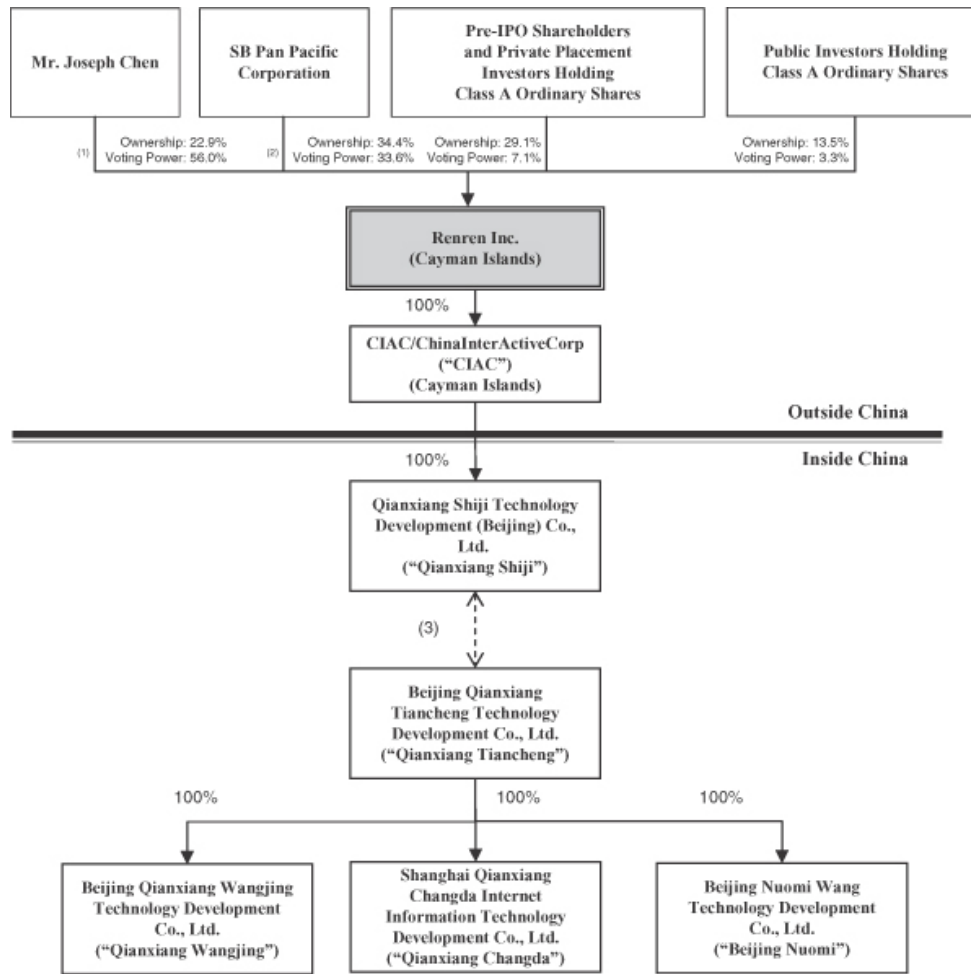 Mr. Joseph Chen
SB Pan Pacific
Corporation
Pre-IPO Shareholders
and Private Placement
Investors Holding
Class A Ordinary Shares
Public Investors Holding
Class A Ordinary Shares
(1)
Ownership: 22.9%
Voting Power: 56.0%
(2)
Ownership: 34.4%
Voting Power: 33.6%
Ownership: 29.1%
Voting Power: 7.1%
Ownership: 13.5%
Voting Power: 3.3%
Renren Inc.
(Cayman Islands)
100%
CIAC/ChinaInterActiveCorp
(“CIAC”)
(Cayman Islands)
Outside China
Inside China
100%
Qianxiang Shiji Technology
Development (Beijing) Co.,
Ltd.
(“Qianxiang Shiji”)
(3)
Beijing Qianxiang
Tiancheng Technology
Development Co., Ltd.
(“Qianxiang Tiancheng”)
100%
100%
100%
Beijing Qianxiang Wangjing
Technology Development
Co., Ltd.
(“Qianxiang Wangjing”)
Shanghai Qianxiang
Changda Internet
Information Technology
Development Co., Ltd.
(“Qianxiang Changda”)
Beijing Nuomi Wang
Technology Development
Co., Ltd.
(“Beijing Nuomi”)